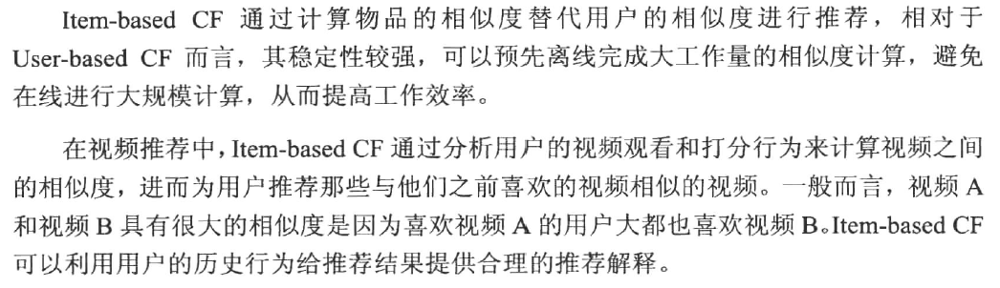 Item-based CF 通过计算物品的相似度替代用户的相似度进行推荐，相对于
User-based CF 而言，其稳定性较强，可以预先离线完成大工作量的相似度计算，避免
在线进行大规模计算，从而提高工作效率。
在视频推荐中，Item-based CF 通过分析用户的视频观看和打分行为来计算视频之间
的相似度，进而为用户推荐那些与他们之前喜欢的视频相似的视频。一般而言，视频 A
和视频 B 具有很大的相似度是因为喜欢视频 A 的用户大都也喜欢视频 B。Item-based CF
可以利用用户的历史行为给推荐结果提供合理的推荐解释。